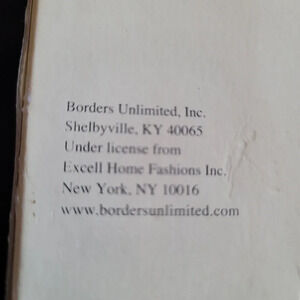 Borders Unlimited, Inc.
Shelbyville, KY 40065
Under license from
Excell Home Fashions Inc.
New York, NY 10016
www.bordersunlimited.com